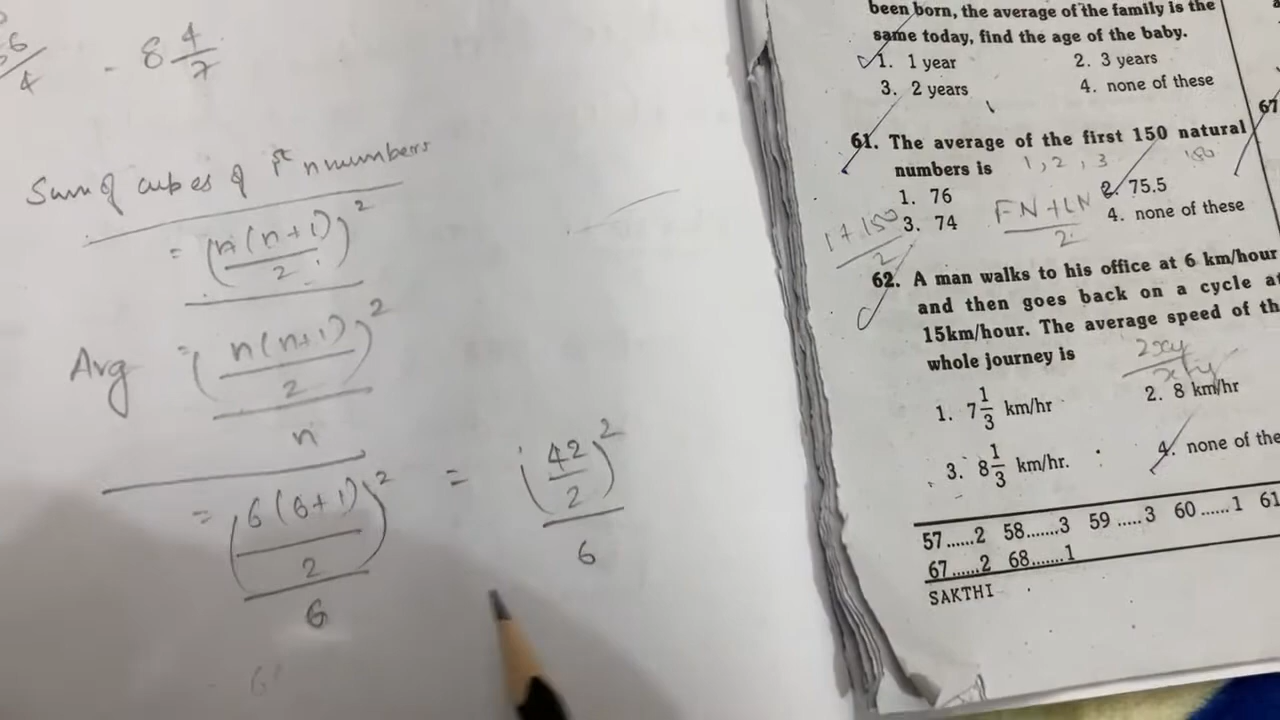 /4 - 8 4/7
Sum of cubes of 1st n numbers
= (n(n+1)/2)²
Avg = (n(n+1)/2)²/n
= (6(6+1)/2)²/6 = (42/2)²/6
been born, the average of the family is the
same today, find the age of the baby.
1. 1 year 2. 3 years
3. 2 years 4. none of these
67
61. The average of the first 150 natural
numbers is 1, 2, 3 150
1. 76 2. 75.5
3. 74 4. none of these
1+150/2 FN+LN/2
62. A man walks to his office at 6 km/hour
and then goes back on a cycle at
15km/hour. The average speed of th
whole journey is 2xy/x+y
1. 7 1/3 km/hr 2. 8 km/hr
3. 8 1/3 km/hr. 4. none of the
57......2 58.......3 59 .....3 60 ......1 61
67......2 68.......1
SAKTHI